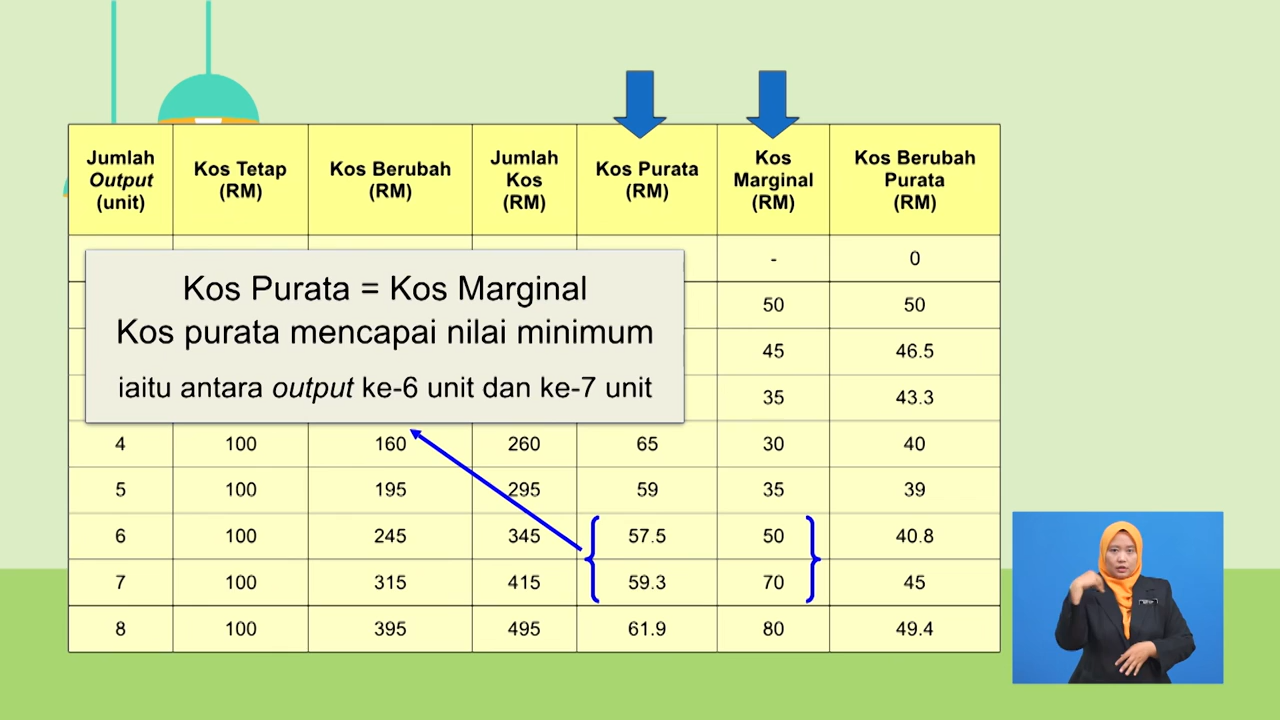 Jumlah Output (unit) Kos Tetap (RM) Kos Berubah (RM) Jumlah Kos (RM) Kos Purata (RM) Kos Marginal (RM) Kos Berubah Purata (RM)
- 0
50 50
45 46.5
35 43.3
Kos Purata = Kos Marginal
Kos purata mencapai nilai minimum
iaitu antara output ke-6 unit dan ke-7 unit
4 100 160 260 65 30 40
5 100 195 295 59 35 39
6 100 245 345 57.5 50 40.8
7 100 315 415 59.3 70 45
8 100 395 495 61.9 80 49.4